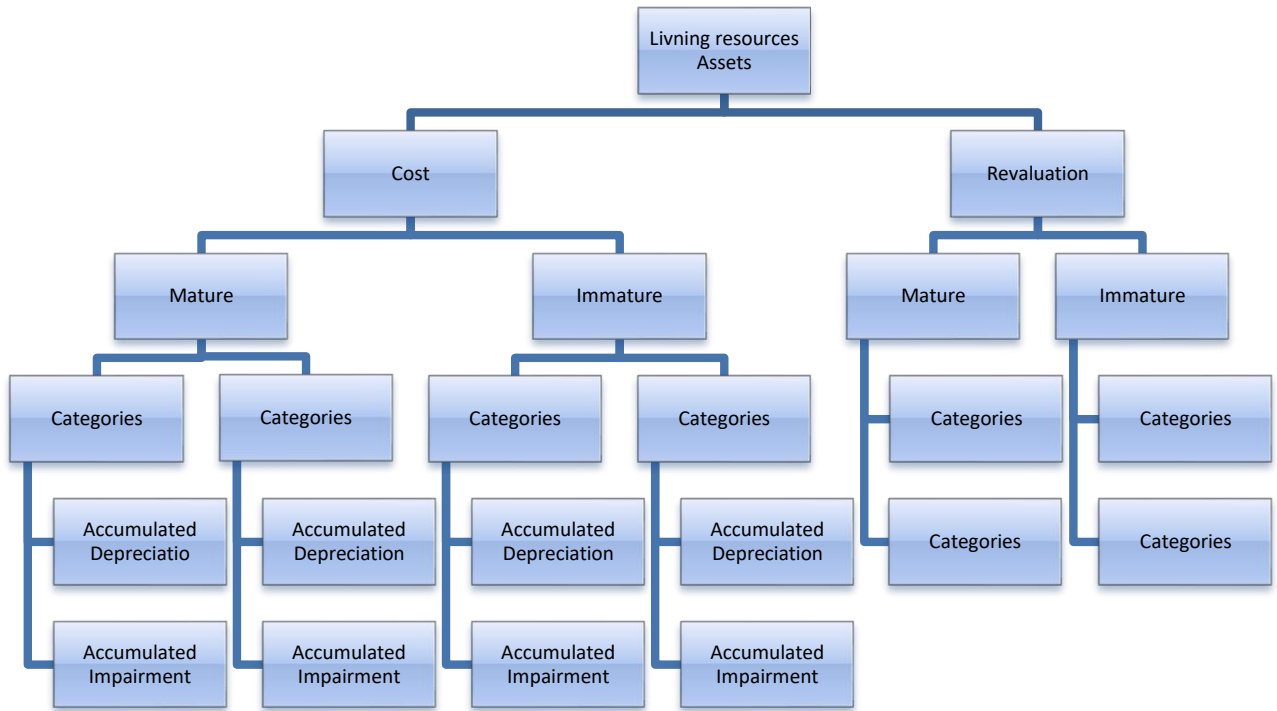 Livning resources
Assets
Cost
Revaluation
Mature
Immature
Mature
Immature
Categories
Categories
Categories
Categories
Categories
Categories
Accumulated
Depreciatio
Accumulated
Depreciation
Accumulated
Depreciation
Accumulated
Depreciation
Categories
Categories
Accumulated
Impairment
Accumulated
Impairment
Accumulated
Impairment
Accumulated
Impairment